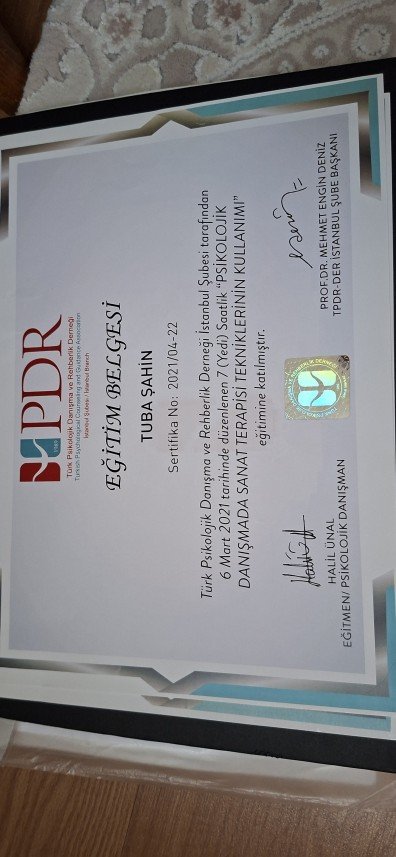 1989
PDR
Türk Psikolojik Danışma ve Rehberlik Derneği
Turkish Psychological Counseling and Guidance Association
İstanbul Şubesi / Istanbul Branch
EĞİTİM BELGESİ
TUBA ŞAHİN
Sertifika No: 2021/04-22
Türk Psikolojik Danışma ve Rehberlik Derneği İstanbul Şubesi tarafından
6 Mart 2021 tarihinde düzenlenen 7 (Yedi) Saatlik "PSİKOLOJİK
DANIŞMADA SANAT TERAPİSİ TEKNİKLERİNİN KULLANIMI"
eğitimine katılmıştır.
HALİL ÜNAL
EĞİTMEN/ PSİKOLOJİK DANIŞMAN
PROF.DR. MEHMET ENGİN DENİZ
TPDR-DER İSTANBUL ŞUBE BAŞKANI